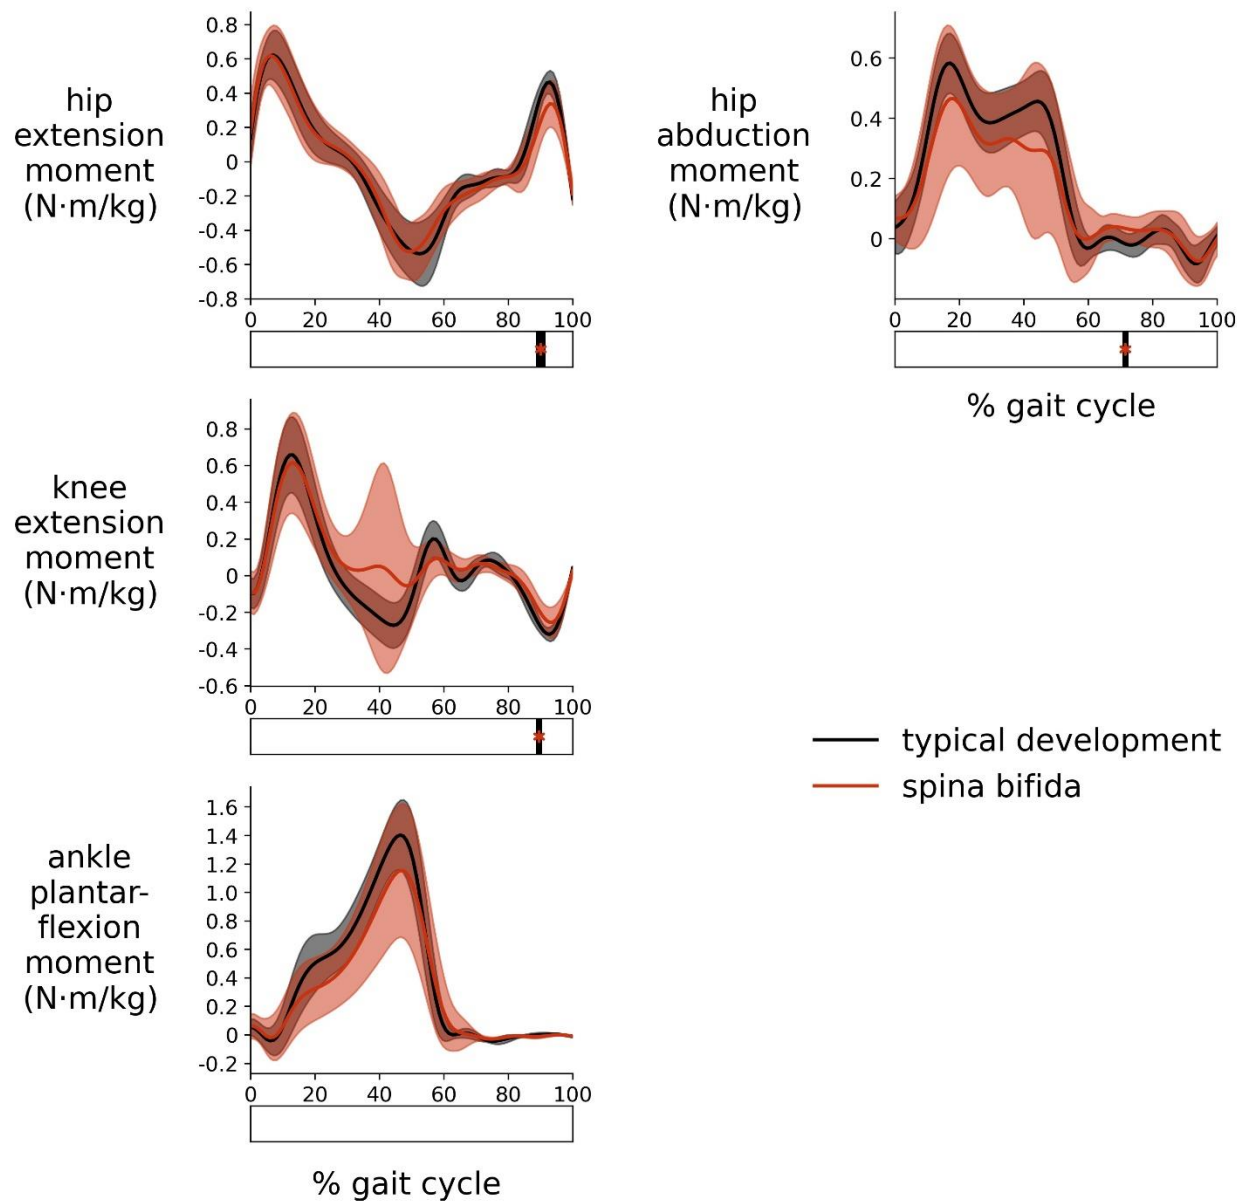 hip
extension
moment
(N·m/kg)
0.8
0.6
0.4
0.2
0
-0.2
-0.4
-0.6
-0.8
0 20 40 60 80 100
*
hip
abduction
moment
(N·m/kg)
0.6
0.4
0.2
0
0 20 40 60 80 100
*
% gait cycle
knee
extension
moment
(N·m/kg)
0.8
0.6
0.4
0.2
0
-0.2
-0.4
-0.6
0 20 40 60 80 100
*
typical development
spina bifida
ankle
plantar-
flexion
moment
(N·m/kg)
1.6
1.4
1.2
1.0
0.8
0.6
0.4
0.2
0
-0.2
0 20 40 60 80 100
% gait cycle